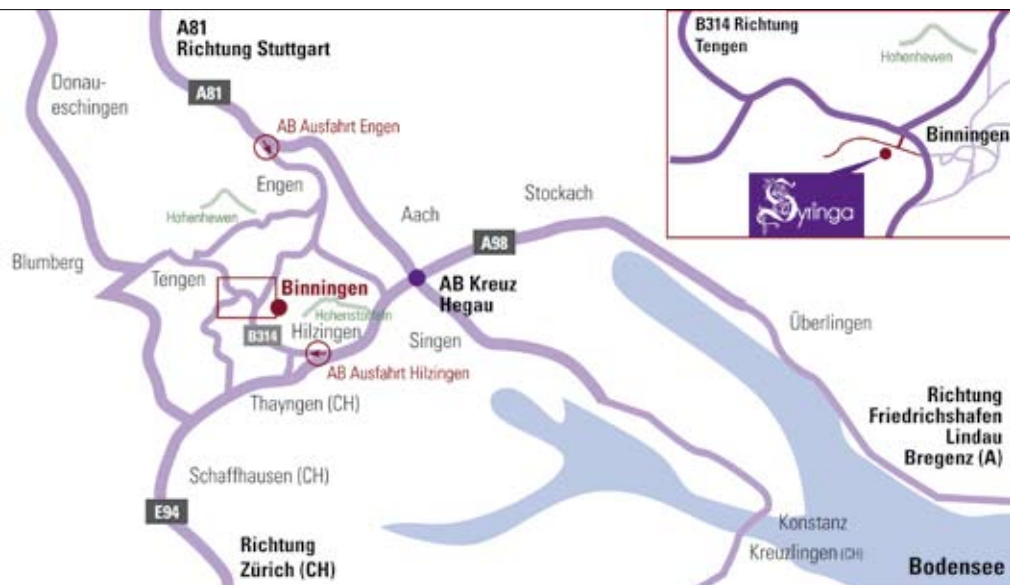 A81
Richtung Stuttgart
Donau-
eschingen
A81
AB Ausfahrt Engen
Engen
Hohenhewen
Aach
Stockach
Blumberg
Tengen
A98
AB Kreuz
Hegau
Binningen
Hohenstoffeln
Hilzingen
B314
Singen
Überlingen
AB Ausfahrt Hilzingen
Thayngen (CH)
Richtung
Friedrichshafen
Lindau
Bregenz (A)
Schaffhausen (CH)
E94
Richtung
Zürich (CH)
Konstanz
Kreuzlingen (CH)
Bodensee
B314 Richtung
Tengen
Hohenhewen
Binningen
Syringa